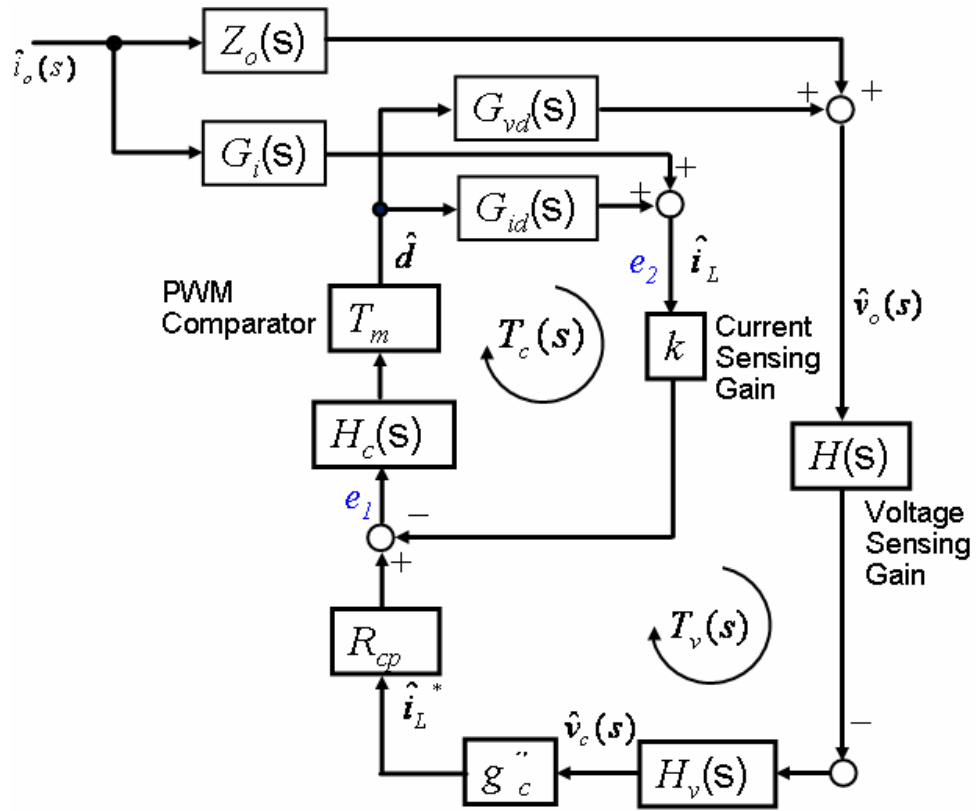 Z_o(s)
î_o(s)
+
+
G_vd(s)
G_i(s)
+
+
G_id(s)
d̂
e_2
î_L
PWM
Comparator
T_m
T_c(s)
k
Current
Sensing
Gain
v̂_o(s)
H_c(s)
H(s)
e_1
−
+
Voltage
Sensing
Gain
R_cp
T_v(s)
î_L*
−
v̂_c(s)
g̈_c
H_v(s)